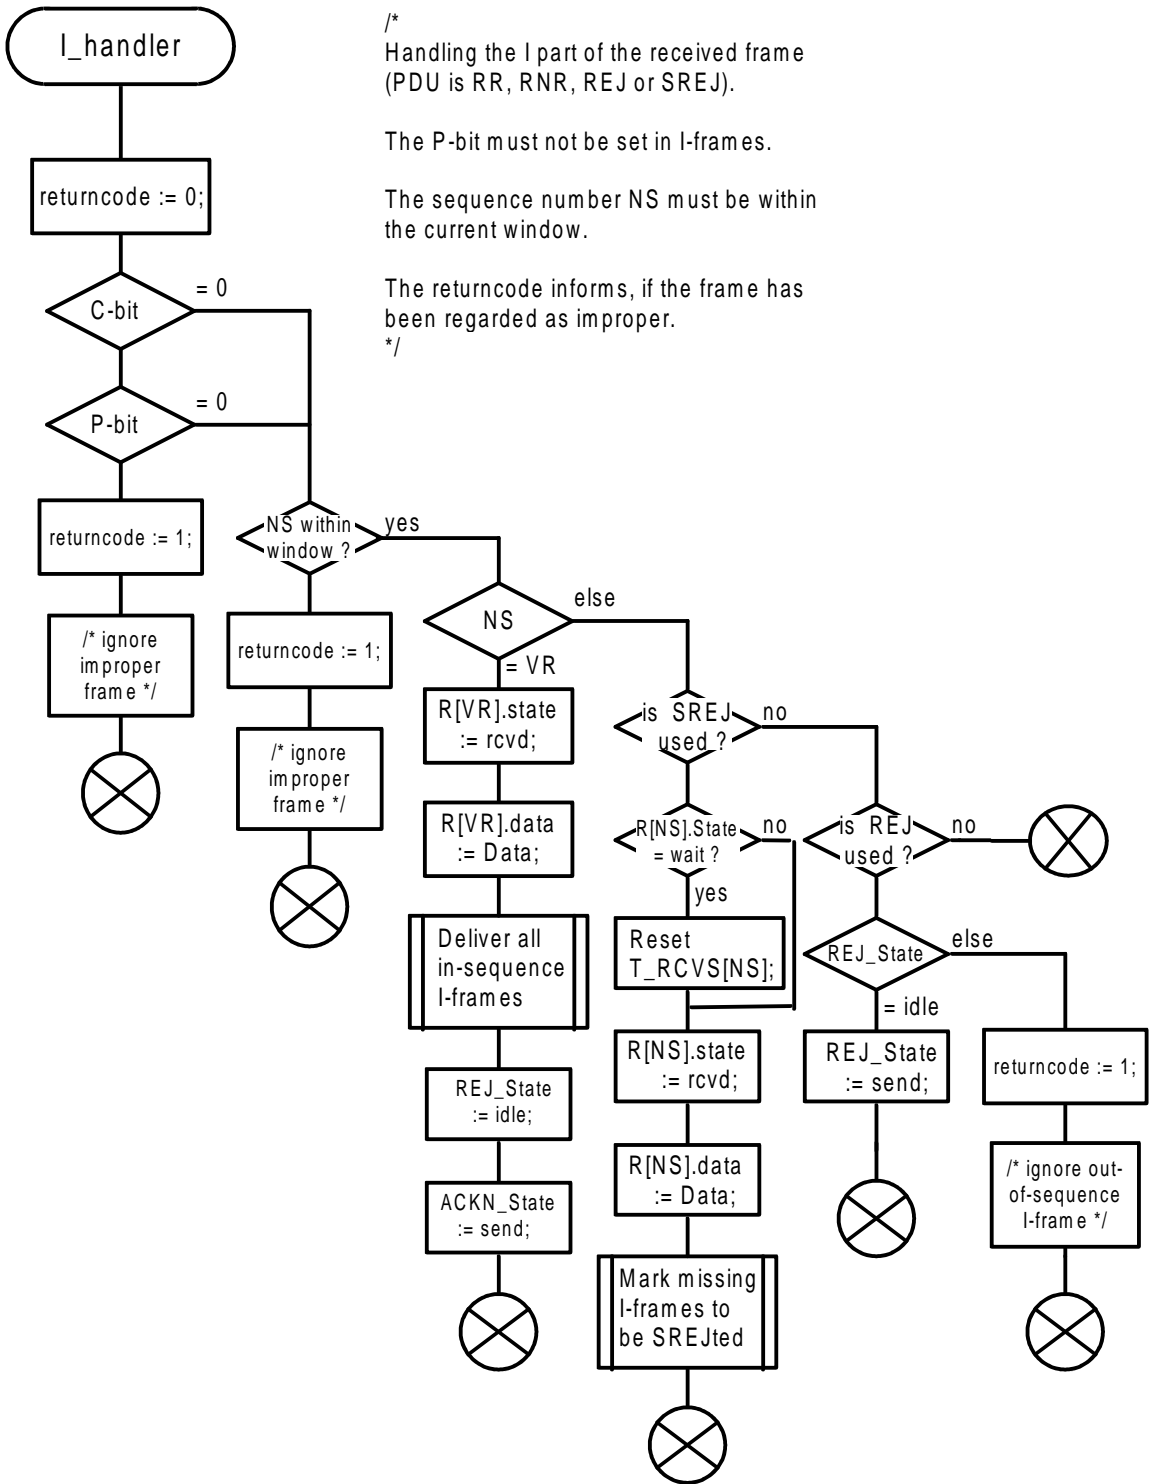 I_handler
/*
Handling the I part of the received frame
(PDU is RR, RNR, REJ or SREJ).
The P-bit must not be set in I-frames.
The sequence number NS must be within
the current window.
The returncode informs, if the frame has
been regarded as improper.
*/
returncode := 0;
C-bit
= 0
P-bit
= 0
returncode := 1;
/* ignore
improper
frame */
NS within
window ?
yes
returncode := 1;
/* ignore
improper
frame */
NS
else
= VR
R[VR].state
:= rcvd;
R[VR].data
:= Data;
Deliver all
in-sequence
I-frames
REJ_State
:= idle;
ACKN_State
:= send;
is SREJ
used ?
no
R[NS].State
= wait ?
no
yes
Reset
T_RCVS[NS];
R[NS].state
:= rcvd;
R[NS].data
:= Data;
Mark missing
I-frames to
be SREJted
is REJ
used ?
no
REJ_State
else
= idle
REJ_State
:= send;
returncode := 1;
/* ignore out-
of-sequence
I-frame */